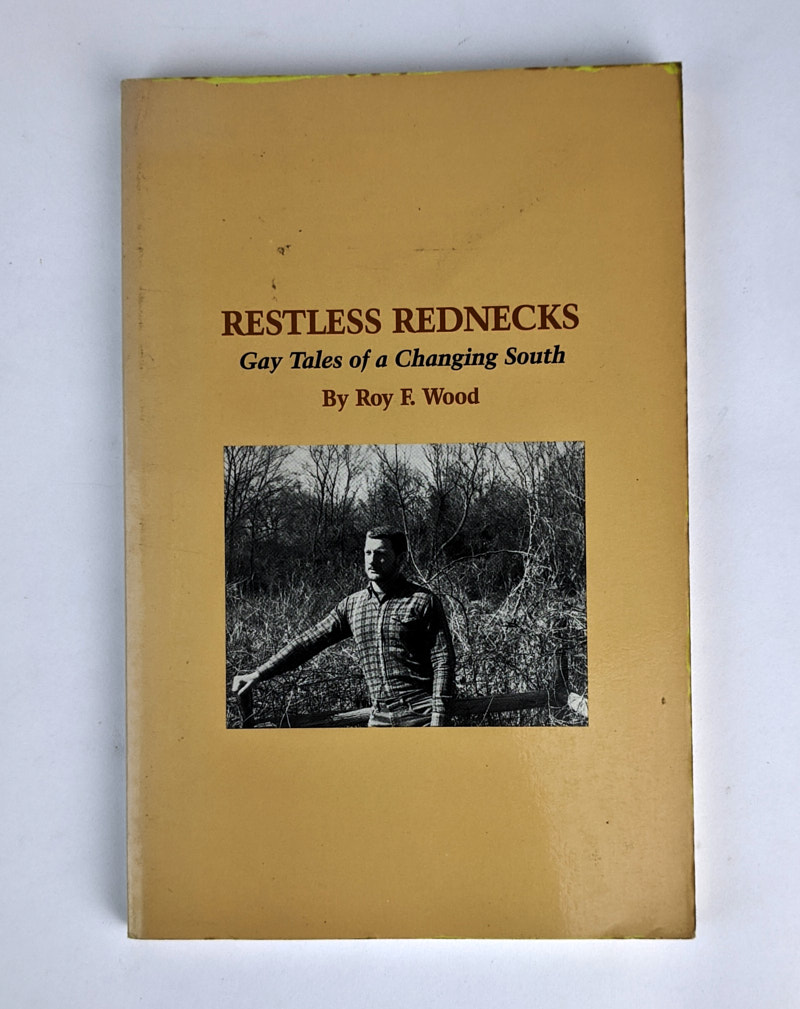 RESTLESS REDNECKS
Gay Tales of a Changing South
By Roy F. Wood